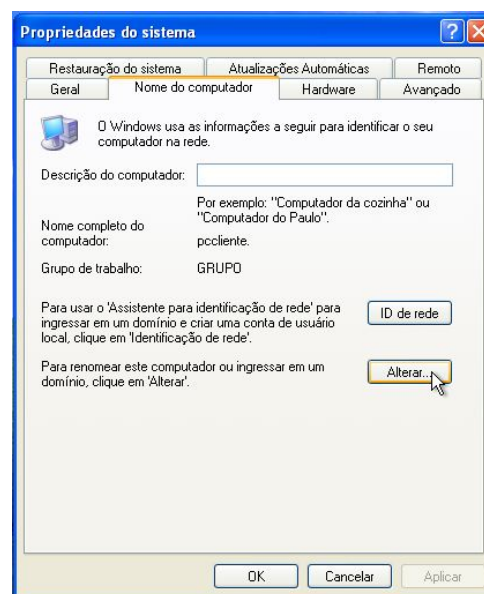 Propriedades do sistema
Restauração do sistema
Atualizações Automáticas
Remoto
Geral
Nome do computador
Hardware
Avançado
O Windows usa as informações a seguir para identificar o seu
computador na rede.
Descrição do computador:
Por exemplo: "Computador da cozinha" ou
"Computador do Paulo".
Nome completo do
computador:
pccliente.
Grupo de trabalho:
GRUPO
Para usar o 'Assistente para identificação de rede' para
ingressar em um domínio e criar uma conta de usuário
local, clique em 'Identificação de rede'.
ID de rede
Para renomear este computador ou ingressar em um
domínio, clique em 'Alterar'.
Alterar...
OK
Cancelar
Aplicar